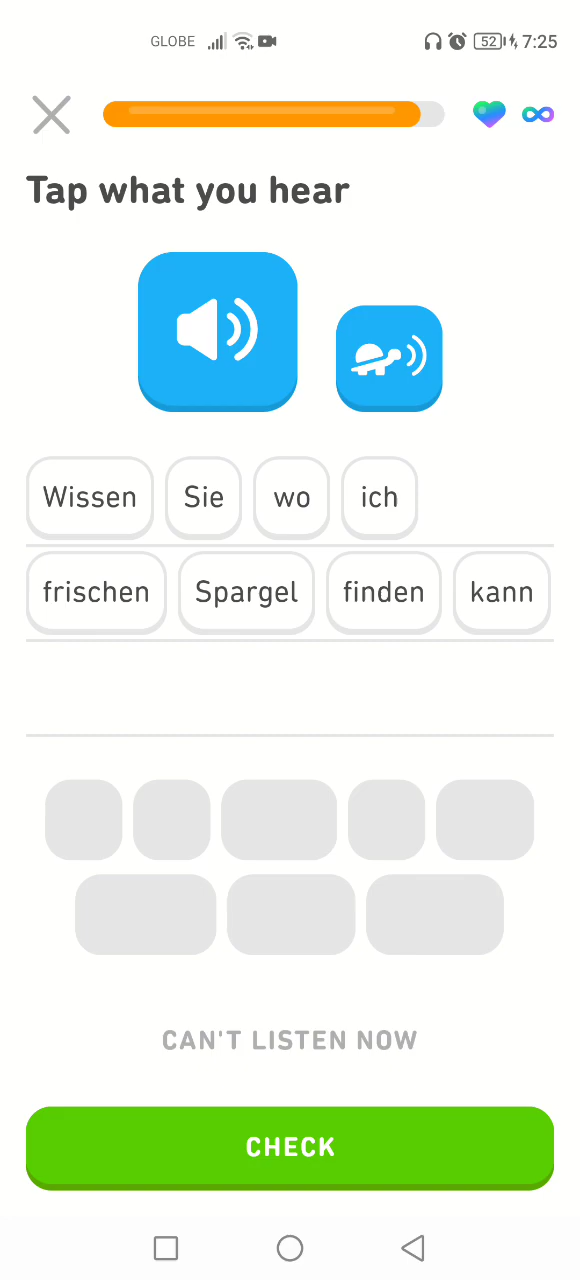 GLOBE 52 7:25
Tap what you hear
Wissen Sie wo ich
frischen Spargel finden kann
CAN'T LISTEN NOW
CHECK